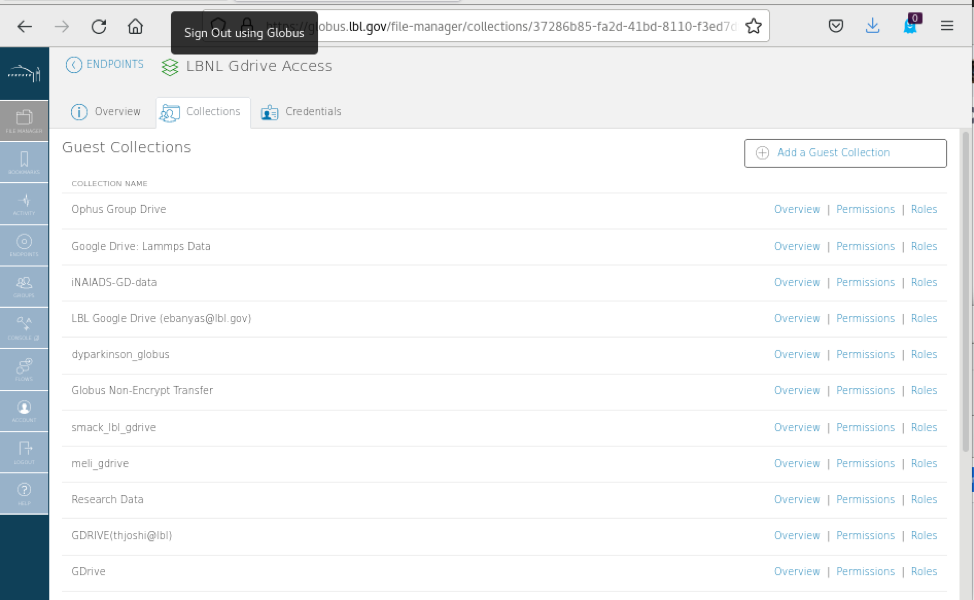 Sign Out using Globus
globus.lbl.gov/file-manager/collections/37286b85-fa2d-41bd-8110-f3ed7d
0
ENDPOINTS
LBNL Gdrive Access
Overview
Collections
Credentials
FILE MANAGER
BOOKMARKS
ACTIVITY
ENDPOINTS
GROUPS
CONSOLE
FLOWS
ACCOUNT
LOGOUT
HELP
Guest Collections
Add a Guest Collection
COLLECTION NAME
Ophus Group Drive Overview | Permissions | Roles
Google Drive: Lammps Data Overview | Permissions | Roles
iNAIADS-GD-data Overview | Permissions | Roles
LBL Google Drive (ebanyas@lbl.gov) Overview | Permissions | Roles
dyparkinson_globus Overview | Permissions | Roles
Globus Non-Encrypt Transfer Overview | Permissions | Roles
smack_lbl_gdrive Overview | Permissions | Roles
meli_gdrive Overview | Permissions | Roles
Research Data Overview | Permissions | Roles
GDRIVE(thjoshi@lbl) Overview | Permissions | Roles
GDrive Overview | Permissions | Roles